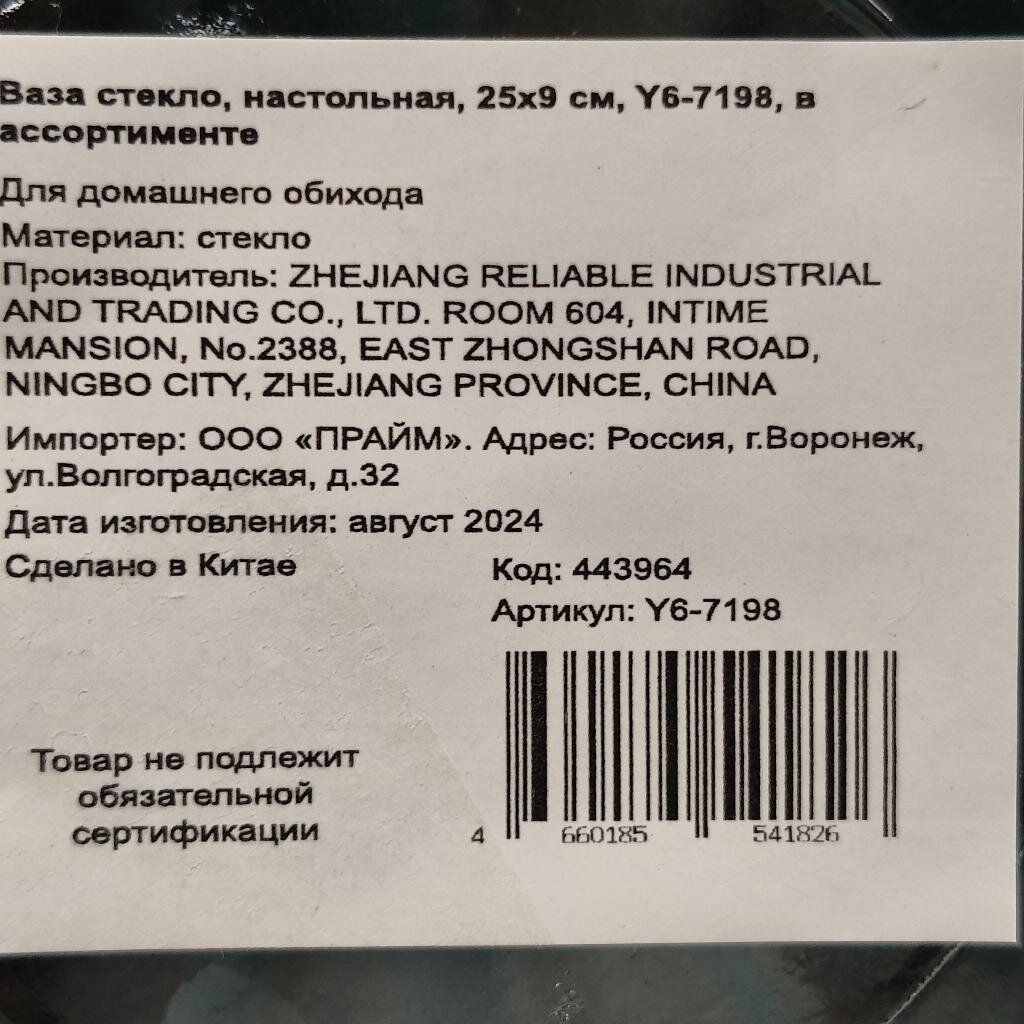 Ваза стекло, настольная, 25х9 см, Y6-7198, в
ассортименте
Для домашнего обихода
Материал: стекло
Производитель: ZHEJIANG RELIABLE INDUSTRIAL
AND TRADING CO., LTD. ROOM 604, INTIME
MANSION, No.2388, EAST ZHONGSHAN ROAD,
NINGBO CITY, ZHEJIANG PROVINCE, CHINA
Импортер: ООО «ПРАЙМ». Адрес: Россия, г.Воронеж,
ул.Волгоградская, д.32
Дата изготовления: август 2024
Сделано в Китае
Код: 443964
Артикул: Y6-7198
Товар не подлежит
обязательной
сертификации
4 660185 541826